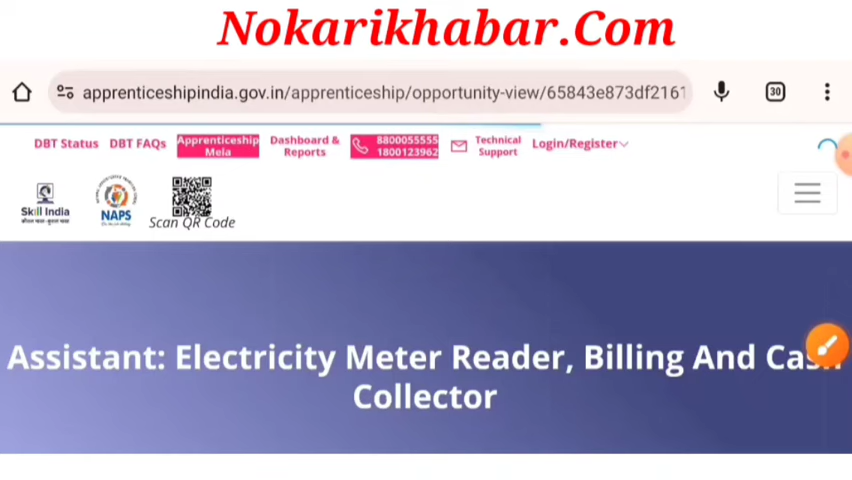 Nokarikhabar.Com
apprenticeshipindia.gov.in/apprenticeship/opportunity-view/65843e873df2161
30
DBT Status DBT FAQs Apprenticeship Mela Dashboard & Reports 8800055555 1800123962 Technical Support Login/Register
Skill India
NAPS
Scan QR Code
Assistant: Electricity Meter Reader, Billing And Cash
Collector